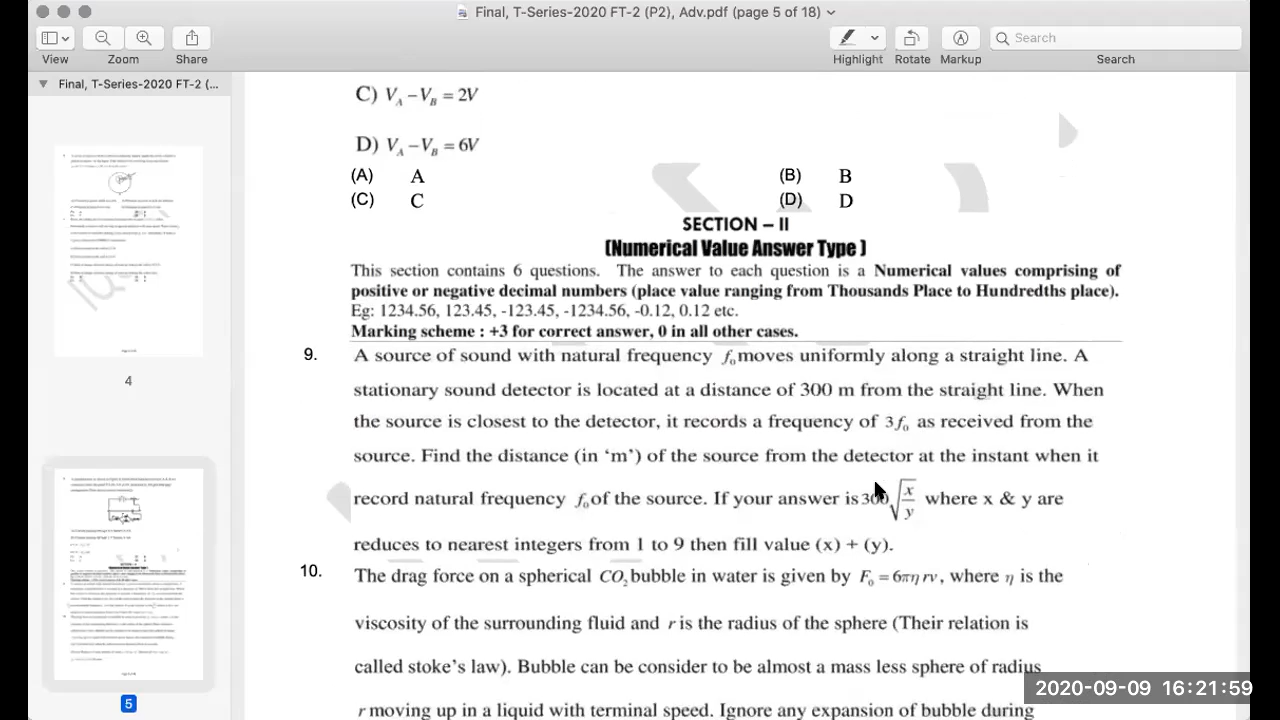 Final, T-Series-2020 FT-2 (P2), Adv.pdf (page 5 of 18)
View
Zoom
Share
Highlight
Rotate
Markup
Search
Search
Final, T-Series-2020 FT-2 (...
4
5
C) V_A – V_B = 2V
D) V_A – V_B = 6V
(A) A (B) B
(C) C (D) D
SECTION – II
(Numerical Value Answer Type)
This section contains questions. The answer to each question is a Numerical values comprising of
positive or negative decimal numbers (place value ranging from Thousands Place to Hundredths place).
Eg: 1234.56, 123.45, -123.45, -1234.56, -0.12, 0.12 etc.
Marking scheme : +3 for correct answer, 0 in all other cases.
9. A source of sound with natural frequency f₀ moves uniformly along a straight line. A
stationary sound detector is located at a distance of 300 m from the straight line. When
the source is closest to the detector, it records a frequency of 3f₀ as received from the
source. Find the distance (in ‘m’) of the source from the detector at the instant when it
record natural frequency f₀ of the source. If your answer is 300√(x/y) where x & y are
reduces to nearest integers from 1 to 9 then fill value (x) + (y).
10. The drag force on spherical O₂ bubble in water is given by is the
viscosity of the surrounding fluid and r is the radius of the sphere (Their relation is
called stoke’s law). Bubble can be consider to be almost a mass less sphere of radius
r moving up in a liquid with terminal speed. Ignore any expansion of bubble during
2020-09-09 16:21:59